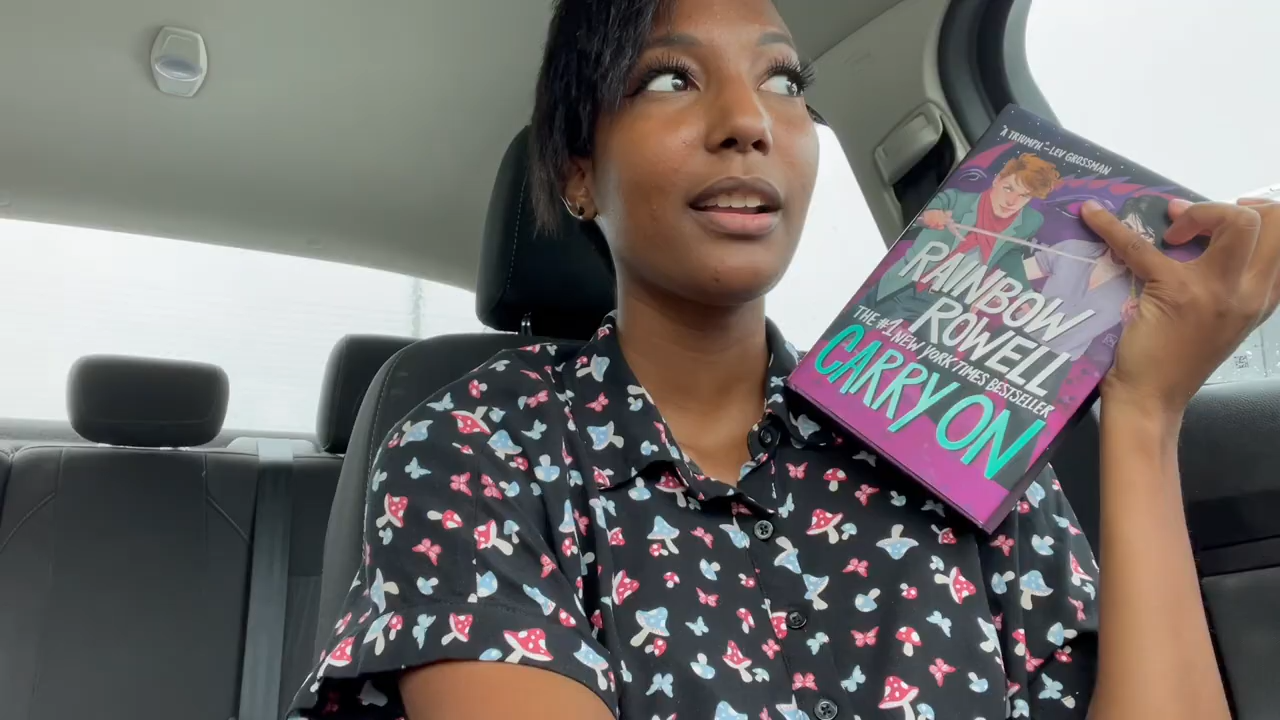 "A TRIUMPH."–LEV GROSSMAN
RAINBOW
ROWELL
THE #1 NEW YORK TIMES BESTSELLER
CARRY ON